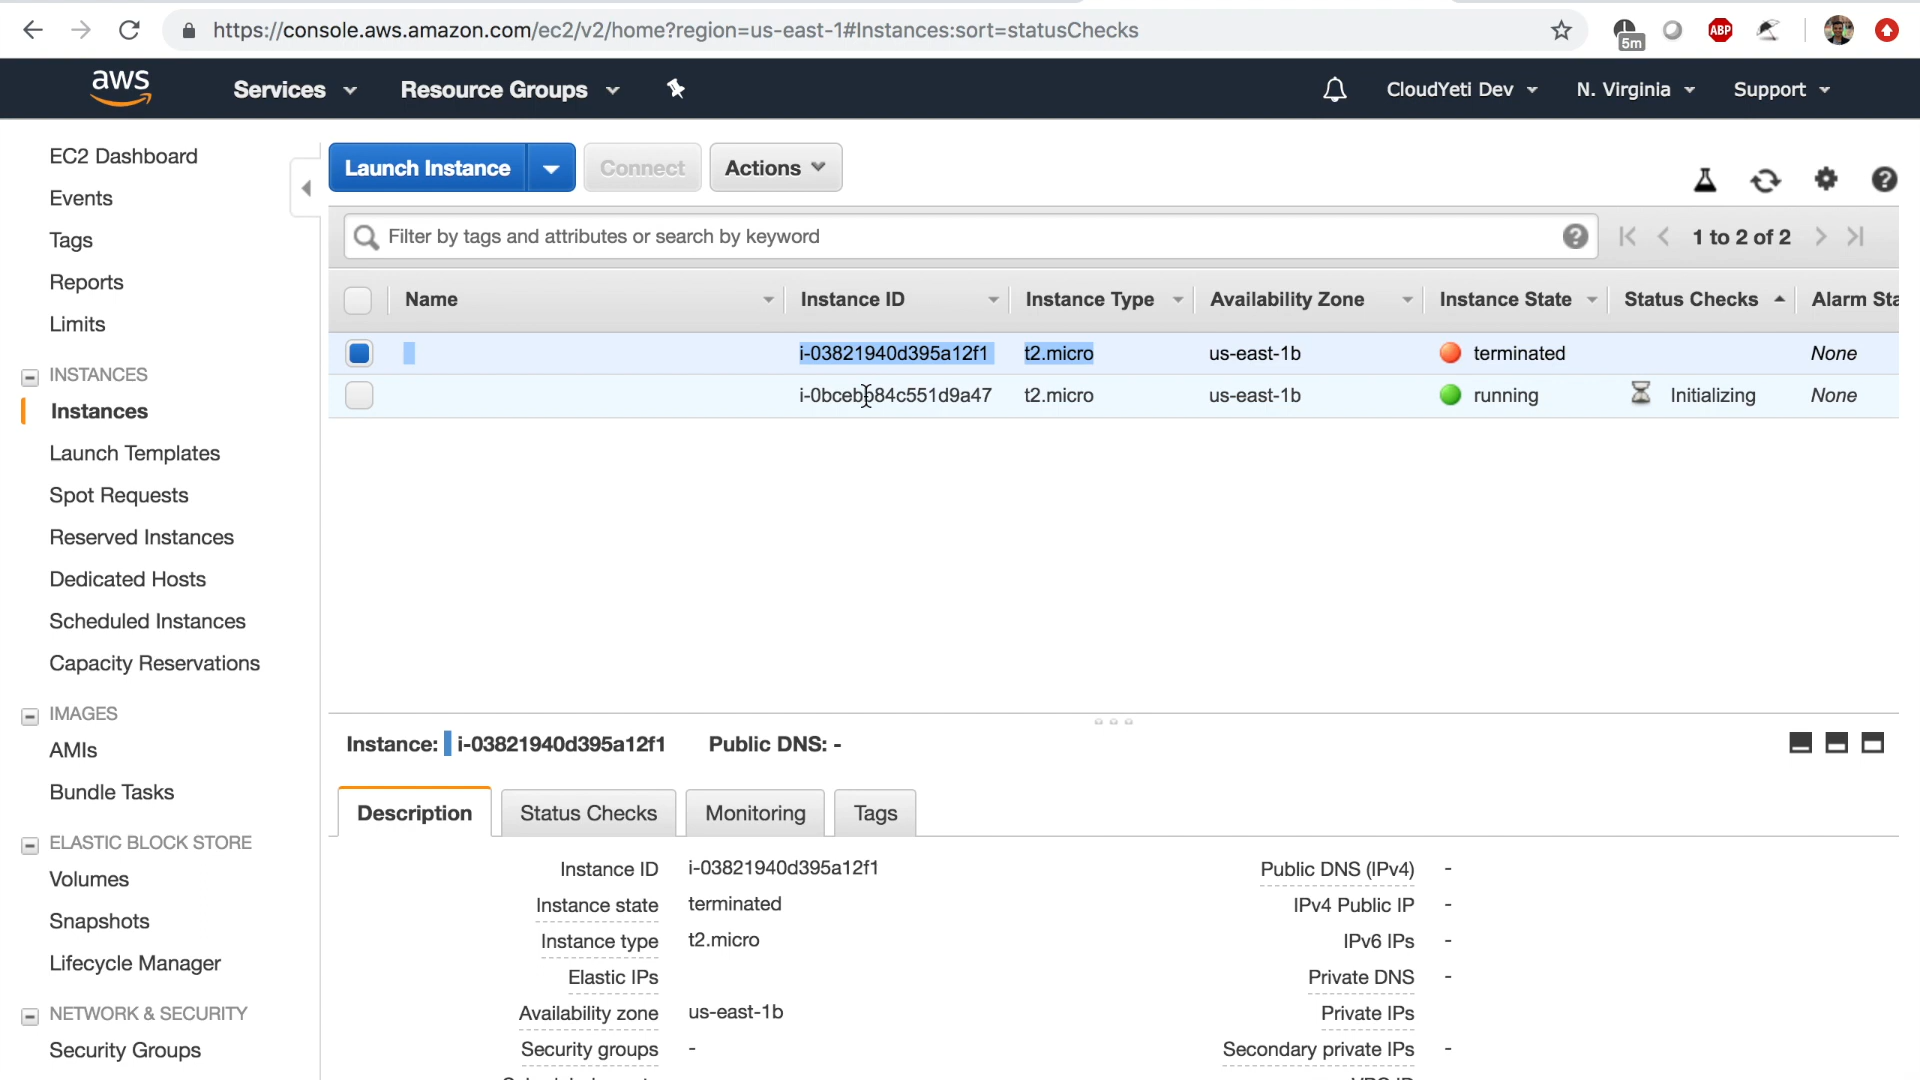 https://console.aws.amazon.com/ec2/v2/home?region=us-east-1#Instances:sort=statusChecks
5m
ABP
aws Services Resource Groups CloudYeti Dev N. Virginia Support
EC2 Dashboard
Events
Tags
Reports
Limits
INSTANCES
Instances
Launch Templates
Spot Requests
Reserved Instances
Dedicated Hosts
Scheduled Instances
Capacity Reservations
IMAGES
AMIs
Bundle Tasks
ELASTIC BLOCK STORE
Volumes
Snapshots
Lifecycle Manager
NETWORK & SECURITY
Security Groups
Launch Instance Connect Actions
Filter by tags and attributes or search by keyword 1 to 2 of 2
Name Instance ID Instance Type Availability Zone Instance State Status Checks Alarm Sta
i-03821940d395a12f1 t2.micro us-east-1b terminated None
i-0bcebb84c551d9a47 t2.micro us-east-1b running Initializing None
Instance: i-03821940d395a12f1 Public DNS: -
Description Status Checks Monitoring Tags
Instance ID i-03821940d395a12f1 Public DNS (IPv4) -
Instance state terminated IPv4 Public IP -
Instance type t2.micro IPv6 IPs -
Elastic IPs Private DNS -
Availability zone us-east-1b Private IPs
Security groups - Secondary private IPs -